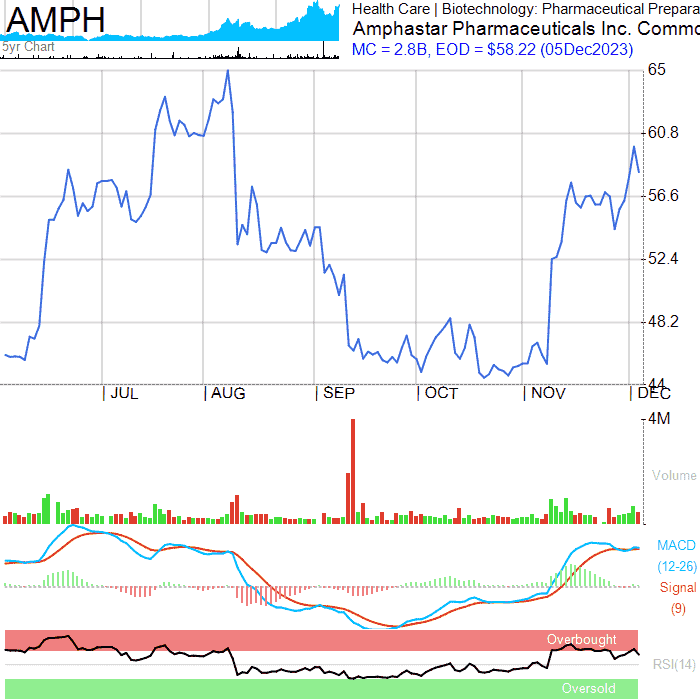 AMPH
5yr Chart
Health Care | Biotechnology: Pharmaceutical Prepara
Amphastar Pharmaceuticals Inc. Commo
MC = 2.8B, EOD = $58.22 (05Dec2023)
65
60.8
56.6
52.4
48.2
44
JUL
AUG
SEP
OCT
NOV
DEC
4M
Volume
MACD
(12-26)
Signal
(9)
Overbought
RSI(14)
Oversold